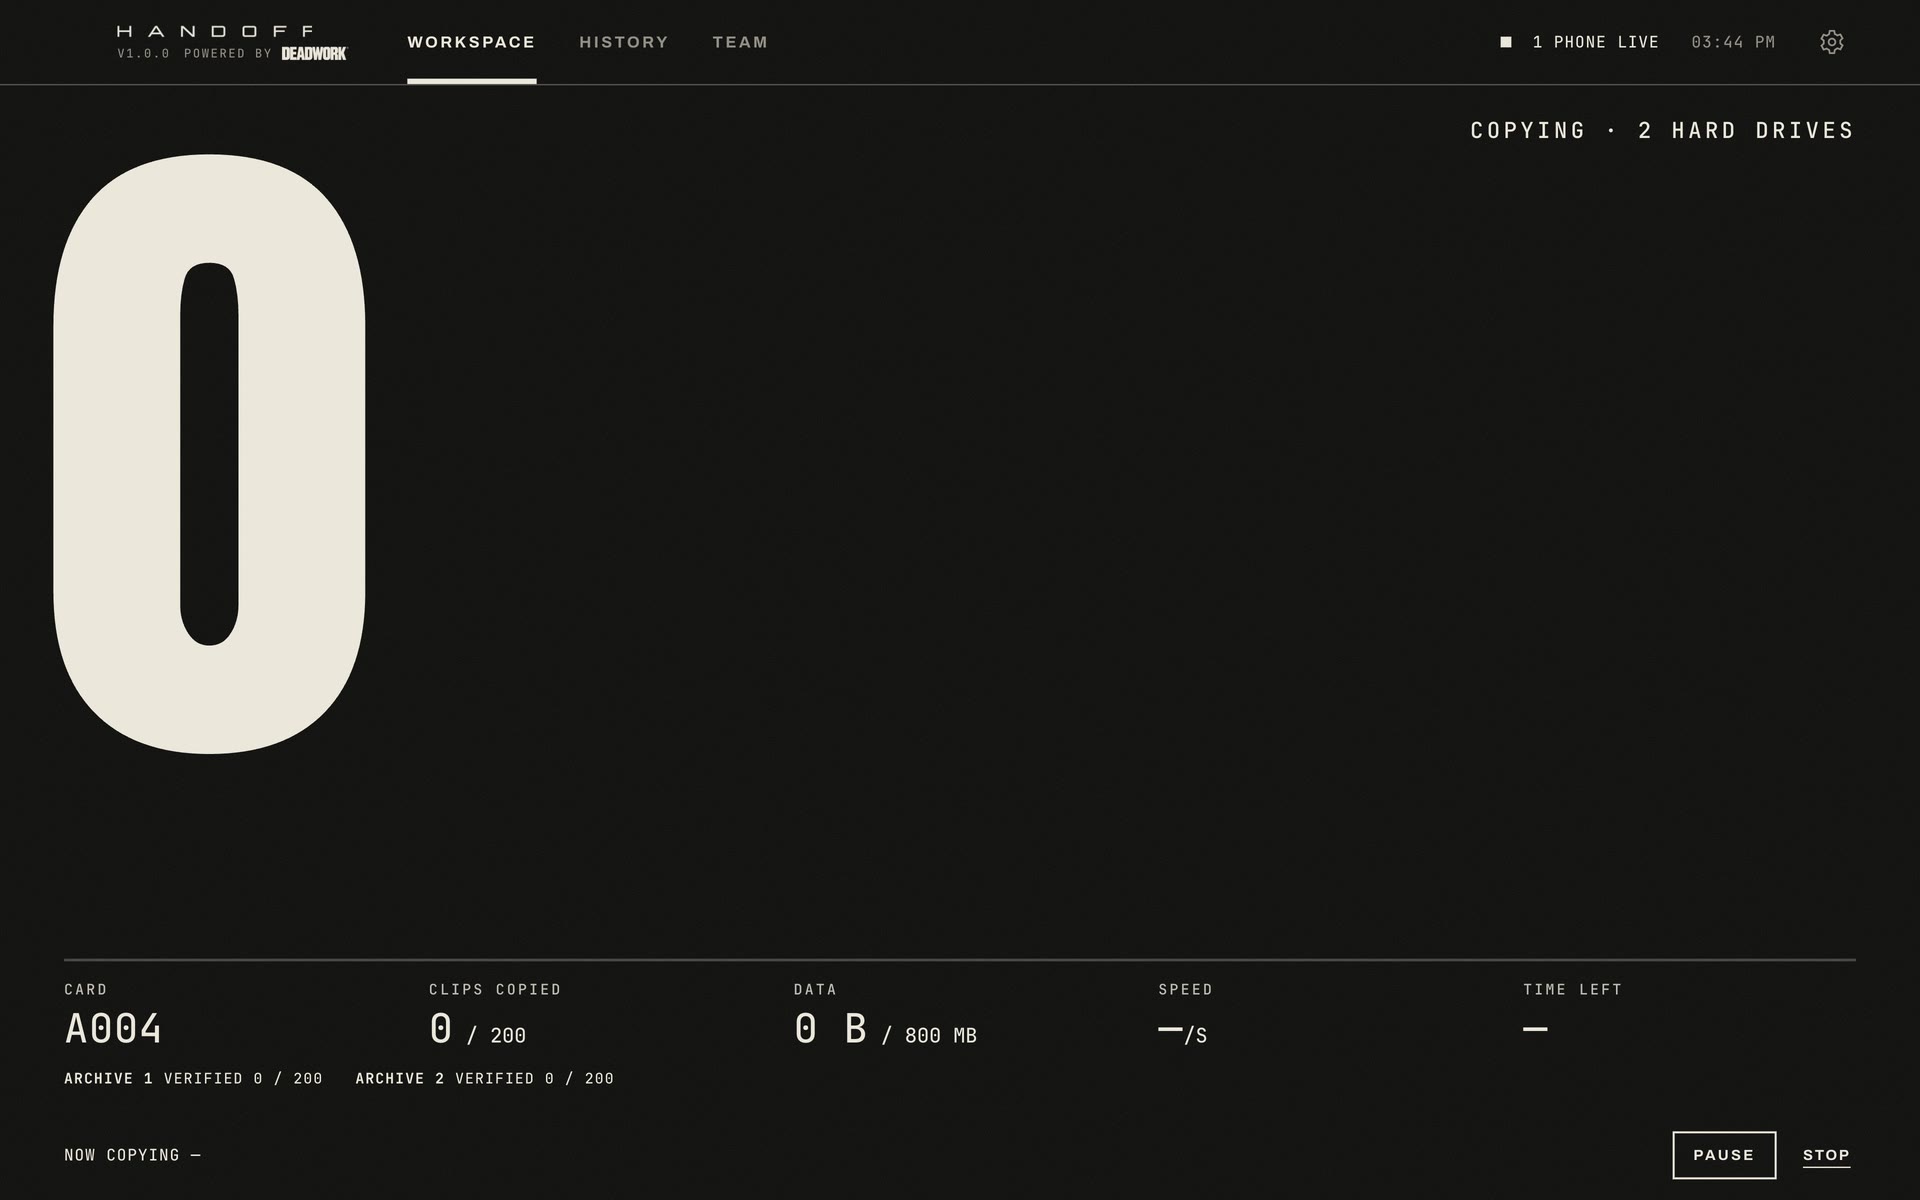 HANDOFF
V1.0.0 POWERED BY DEADWORK
WORKSPACE HISTORY TEAM
1 PHONE LIVE 03:44 PM
COPYING · 2 HARD DRIVES
0
CARD CLIPS COPIED DATA SPEED TIME LEFT
A004 0 / 200 0 B / 800 MB —/S —
ARCHIVE 1 VERIFIED 0 / 200 ARCHIVE 2 VERIFIED 0 / 200
NOW COPYING — PAUSE STOP